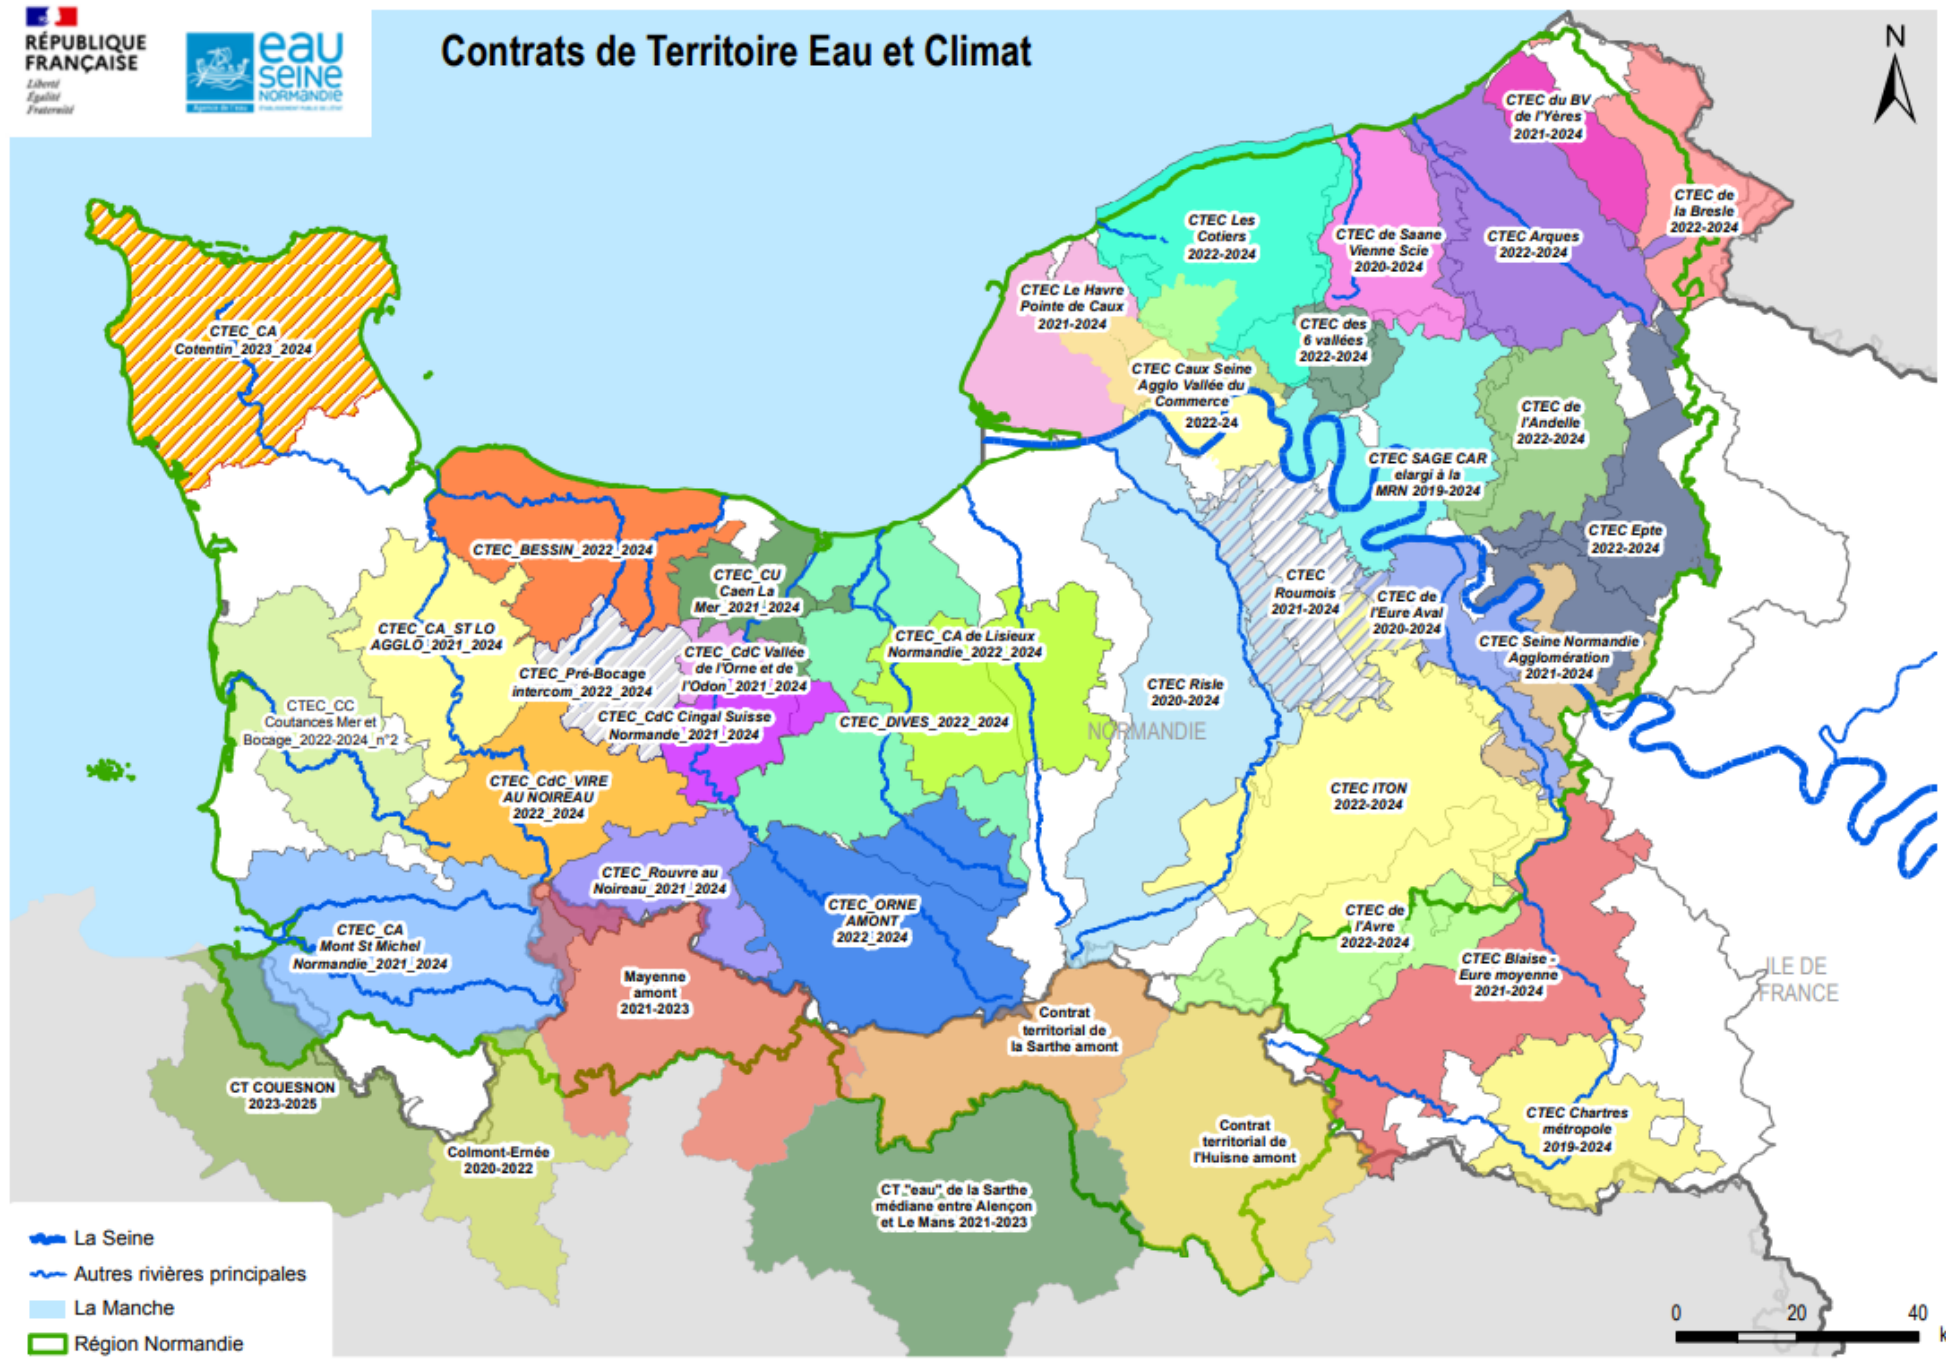 RÉPUBLIQUE
FRANÇAISE
Liberté
Égalité
Fraternité
eau
SEINE
NORMANDIE
Agence de l'eau
Contrats de Territoire Eau et Climat
N
CTEC du BV
de l'Yères
2021-2024
CTEC de
la Bresle
2022-2024
CTEC Les
Cotiers
2022-2024
CTEC de Saane
Vienne Scie
2020-2024
CTEC Arques
2022-2024
CTEC Le Havre
Pointe de Caux
2021-2024
CTEC des
6 vallées
2022-2024
CTEC_CA
Cotentin_2023_2024
CTEC Caux Seine
Agglo Vallée du
Commerce
2022-24
CTEC de
l'Andelle
2022-2024
CTEC SAGE CAR
elargi à la
MRN 2019-2024
CTEC Epte
2022-2024
CTEC_BESSIN_2022_2024
CTEC_CU
Caen La
Mer_2021_2024
CTEC
Roumois
2021-2024
CTEC de
l'Eure Aval
2020-2024
CTEC_CA_ST LO
AGGLO_2021_2024
CTEC_CA de Lisieux
Normandie_2022_2024
CTEC Seine Normandie
Agglomération
2021-2024
CTEC_CdC Vallée
de l'Orne et de
l'Odon_2021_2024
CTEC_Pré-Bocage
intercom_2022_2024
CTEC Risle
2020-2024
CTEC_CC
Coutances Mer et
Bocage_2022-2024_n°2
CTEC_CdC Cingal Suisse
Normande_2021_2024
CTEC_DIVES_2022_2024
NORMANDIE
CTEC_CdC_VIRE
AU NOIREAU
2022_2024
CTEC ITON
2022-2024
CTEC_Rouvre au
Noireau_2021_2024
CTEC_ORNE
AMONT
2022_2024
CTEC de
l'Avre
2022-2024
CTEC_CA
Mont St Michel
Normandie_2021_2024
CTEC Blaise -
Eure moyenne
2021-2024
ILE DE
FRANCE
Mayenne
amont
2021-2023
Contrat
territorial de
la Sarthe amont
CT COUESNON
2023-2025
CTEC Chartres
métropole
2019-2024
Contrat
territorial de
l'Huisne amont
Colmont-Ernée
2020-2022
CT "eau" de la Sarthe
médiane entre Alençon
et Le Mans 2021-2023
La Seine
Autres rivières principales
La Manche
Région Normandie
0 20 40
k